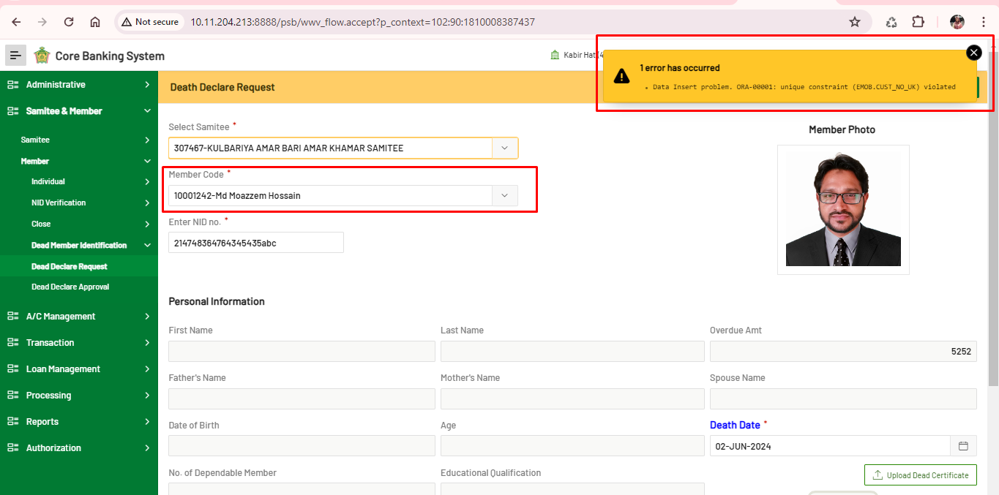 Not secure
10.11.204.213:8888/psb/wwv_flow.accept?p_context=102:90:1810008387437
Core Banking System
Kabir Hat(4
1 error has occurred
Data Insert problem. ORA-00001: unique constraint (EMOB.CUST_NO_UK) violated
Administrative
Samitee & Member
Samitee
Member
Individual
NID Verification
Close
Dead Member Identification
Dead Declare Request
Dead Declare Approval
A/C Management
Transaction
Loan Management
Processing
Reports
Authorization
Death Declare Request
Select Samitee *
307467-KULBARIYA AMAR BARI AMAR KHAMAR SAMITEE
Member Code *
10001242-Md Moazzem Hossain
Enter NID no. *
214748364764345435abc
Member Photo
Personal Information
First Name Last Name Overdue Amt
5252
Father's Name Mother's Name Spouse Name
Date of Birth Age Death Date *
02-JUN-2024
No. of Dependable Member Educational Qualification
Upload Dead Certificate